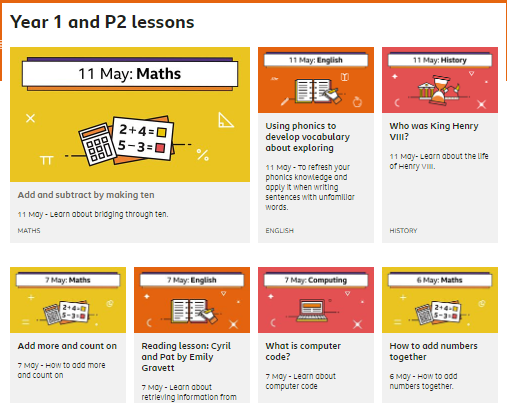 Year 1 and P2 lessons
11 May: Maths
2+4=
5-3=
Add and subtract by making ten
11 May - Learn about bridging through ten.
MATHS
11 May: English
Using phonics to
develop vocabulary
about exploring
11 May - To refresh your
phonics knowledge and
apply it when writing
sentences with unfamiliar
words.
ENGLISH
11 May: History
Who was King Henry
VIII?
11 May- Learn about the life
of Henry VIII.
HISTORY
7 May: Maths
2+4=
5-3=
Add more and count on
7 May - How to add more
and count on
7 May: English
Reading lesson: Cyril
and Pat by Emily
Gravett
7 May - Learn about
retrieving information from
7 May: Computing
What is computer
code?
7 May - Learn about
computer code
6 May: Maths
2+4=
5-3=
How to add numbers
together
6 May - How to add
numbers together.